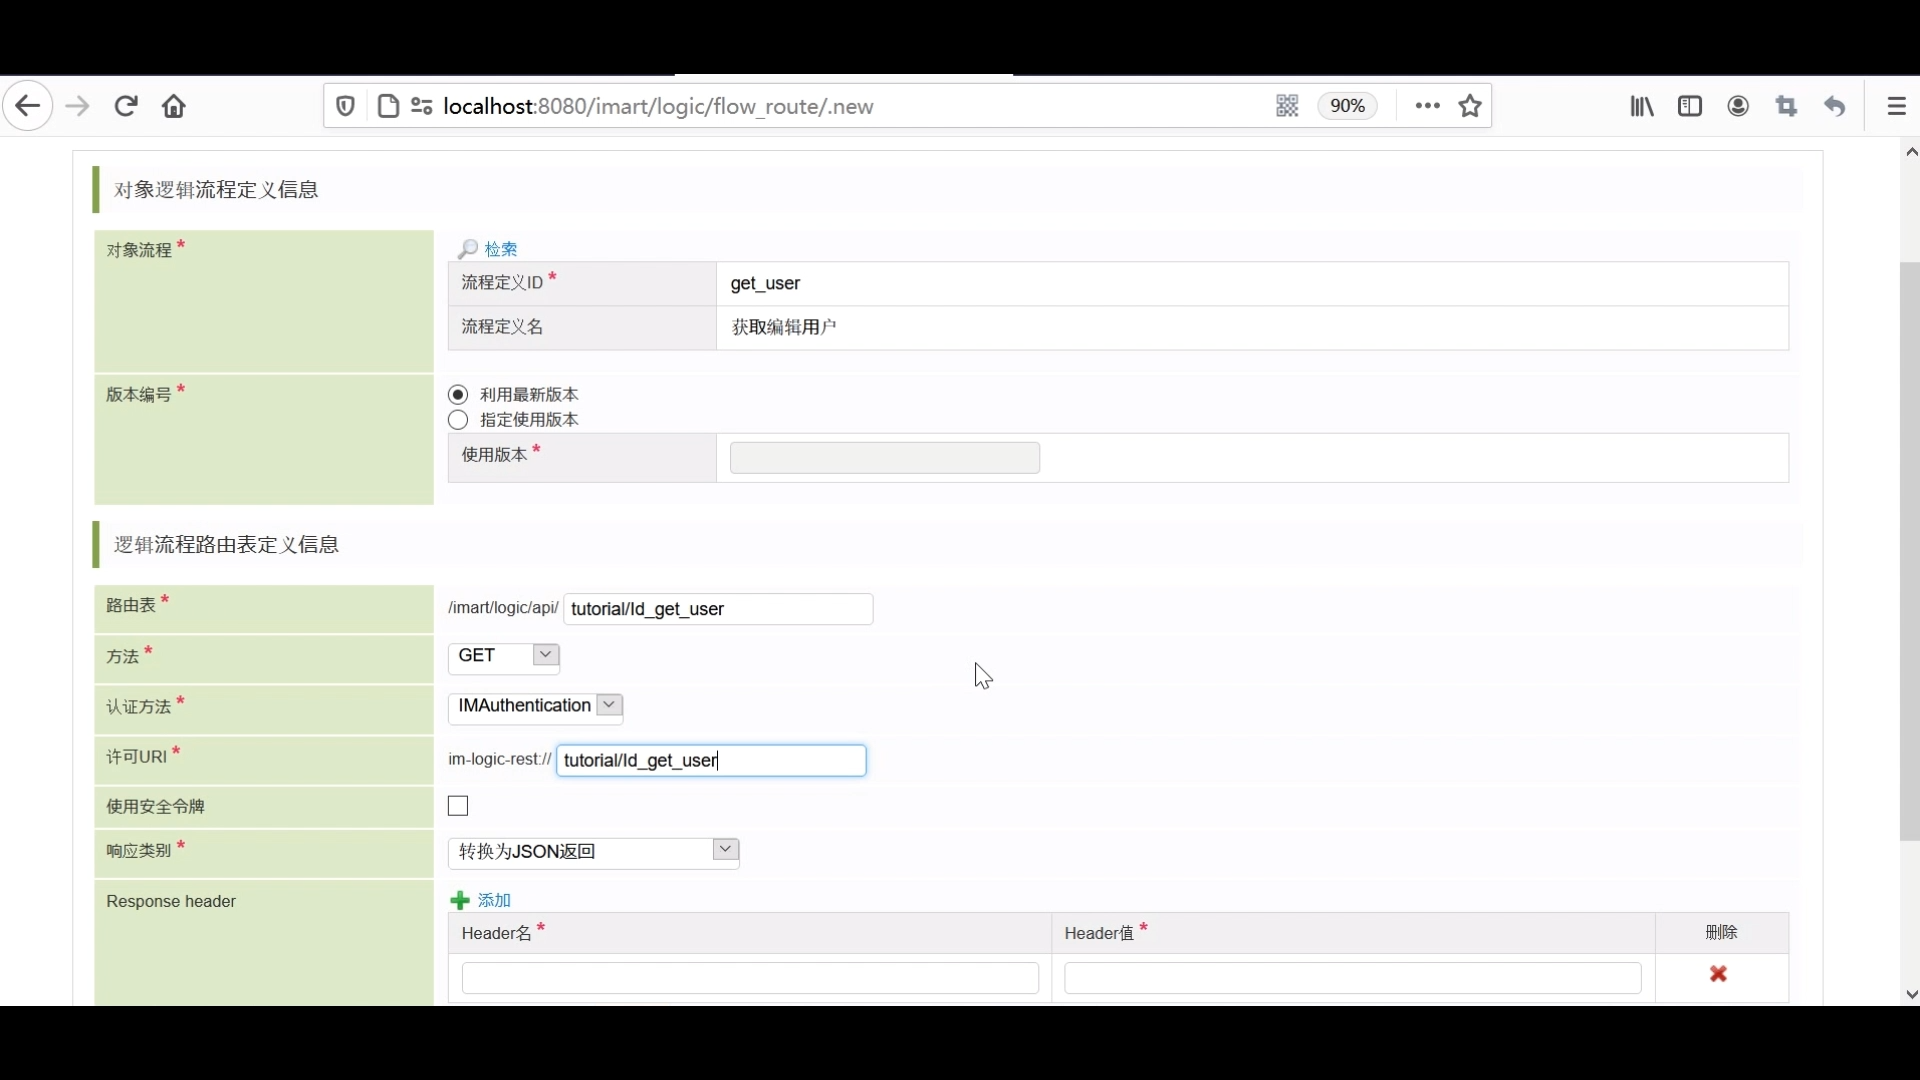 localhost:8080/imart/logic/flow_route/.new
90%
对象逻辑流程定义信息
对象流程 *
检索
流程定义ID * get_user
流程定义名 获取编辑用户
版本编号 *
利用最新版本
指定使用版本
使用版本 *
逻辑流程路由表定义信息
路由表 * /imart/logic/api/ tutorial/Id_get_user
方法 * GET
认证方法 * IMAuthentication
许可URI * im-logic-rest:// tutorial/Id_get_user
使用安全令牌
响应类别 * 转换为JSON返回
Response header 添加
Header名 * Header值 * 删除